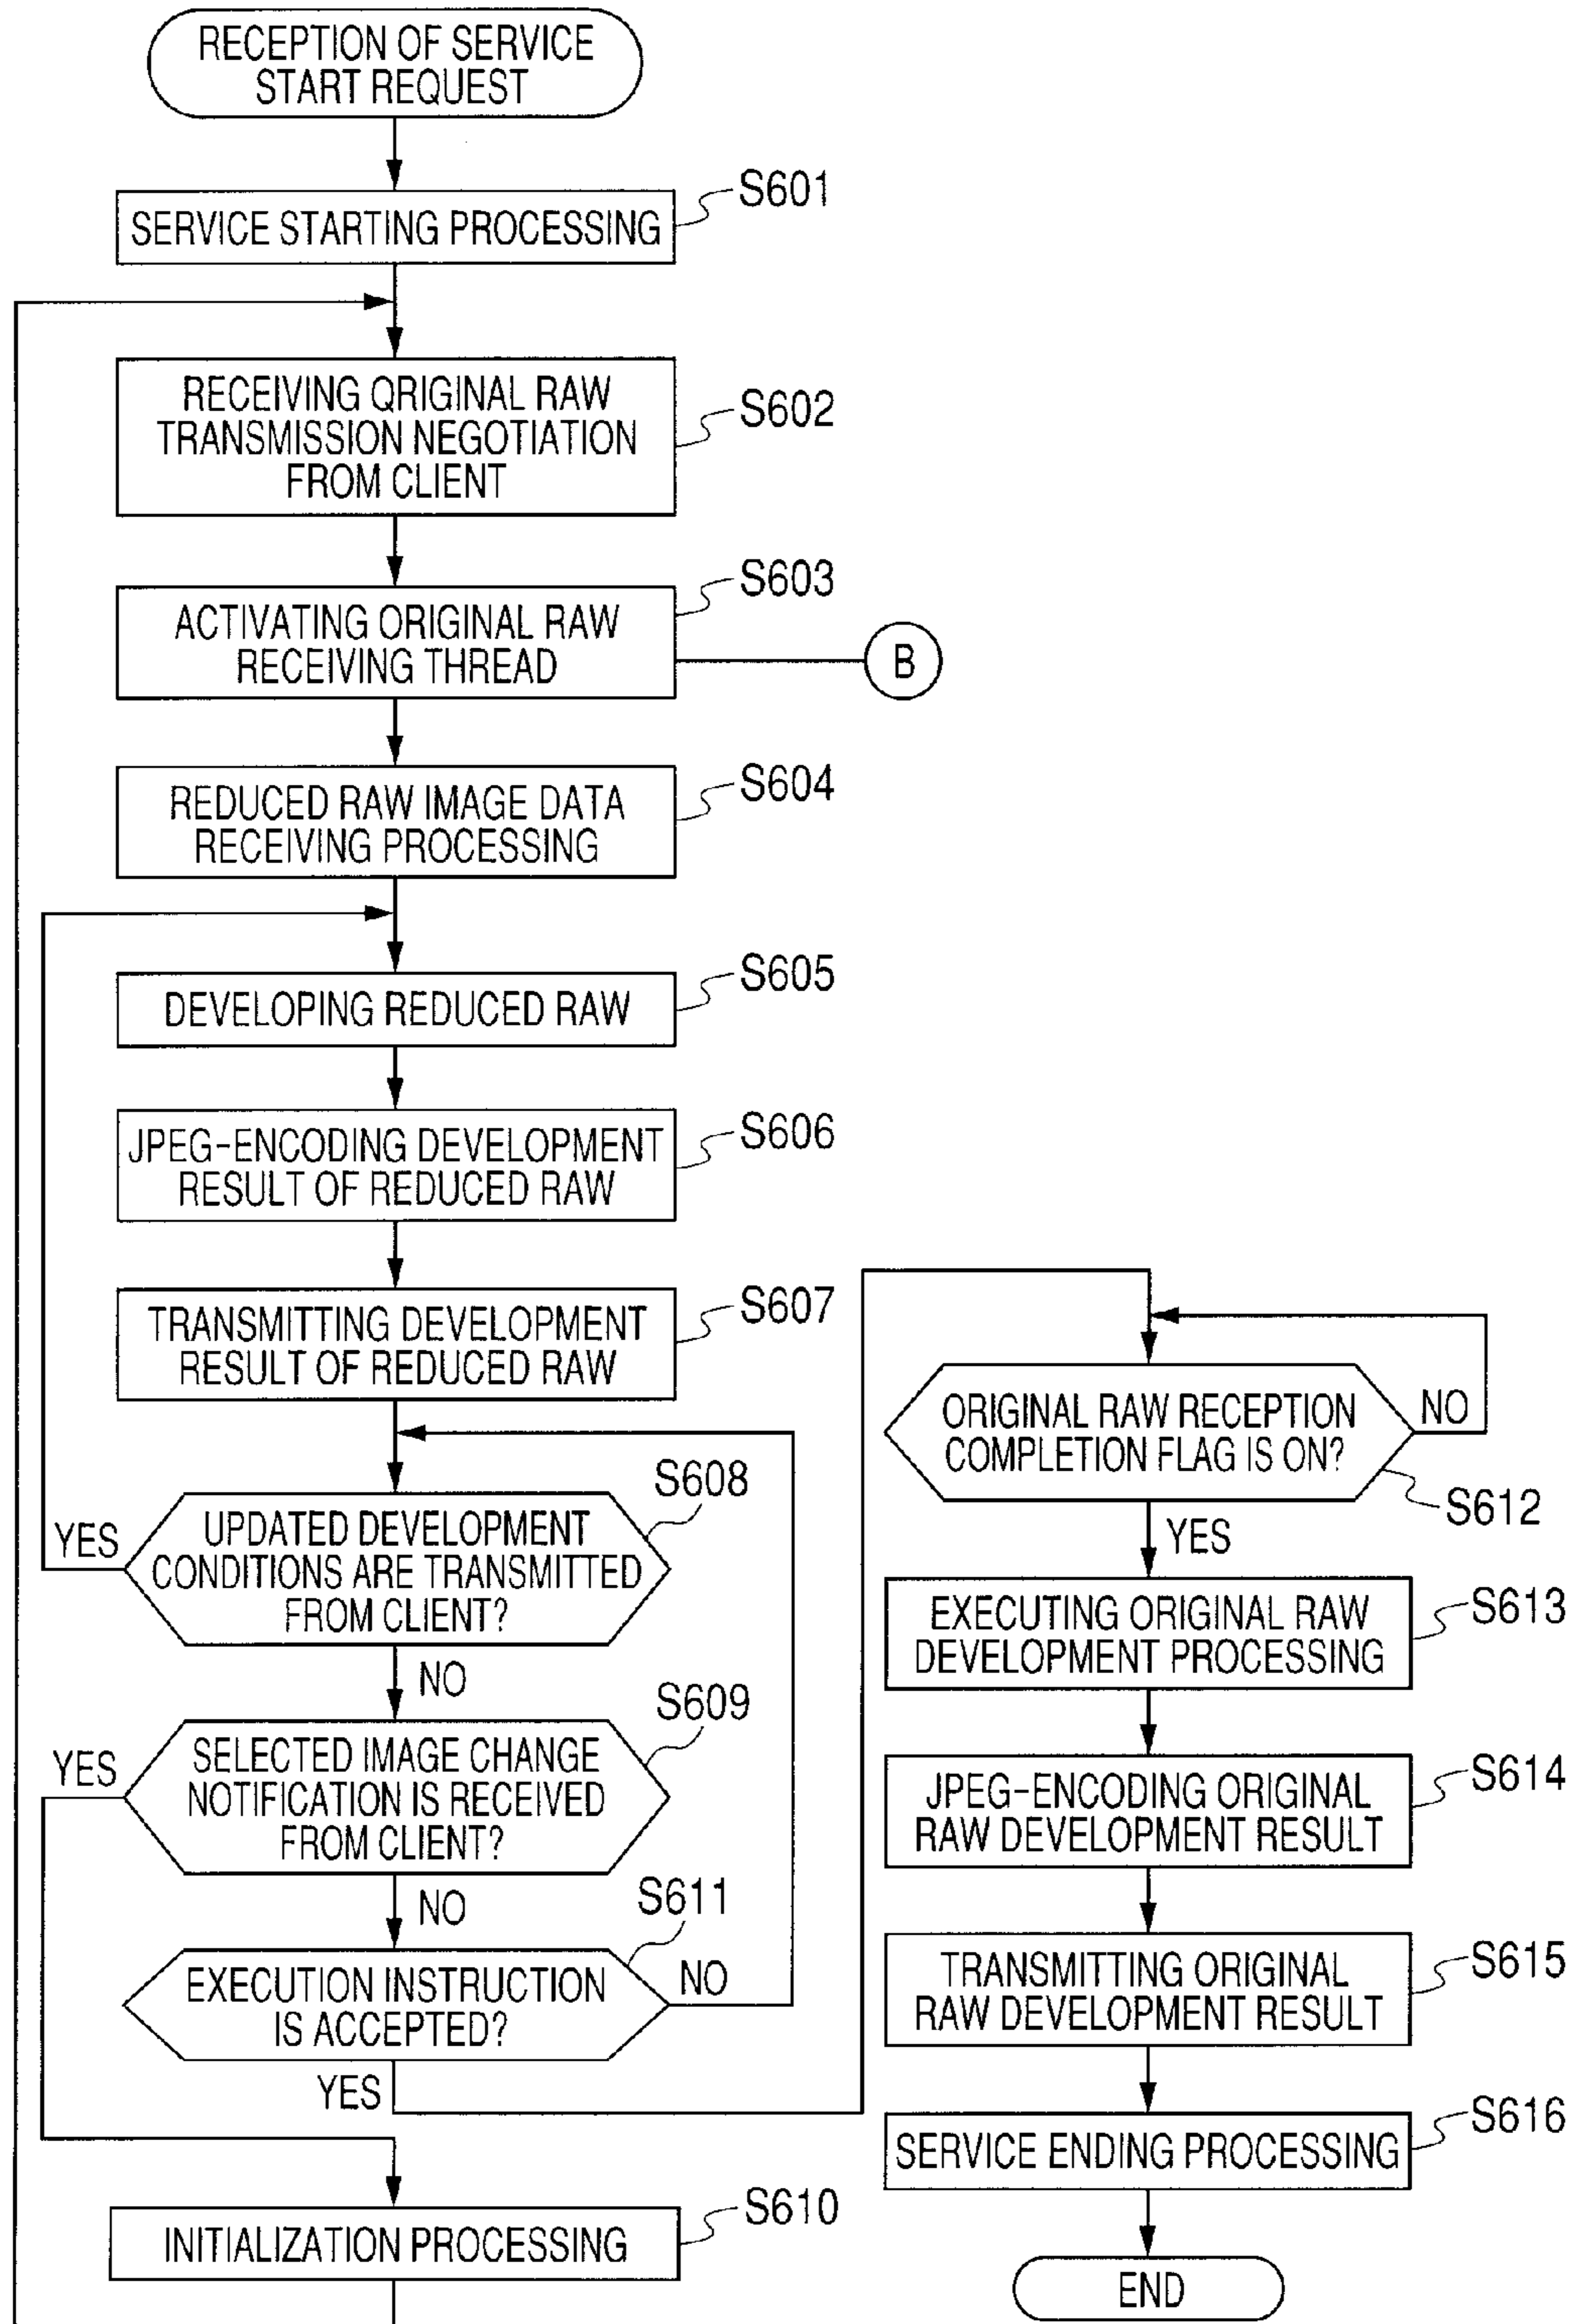 RECEPTION OF SERVICE
START REQUEST
S601
SERVICE STARTING PROCESSING
S602
RECEIVING QRIGINAL RAW
TRANSMISSION NEGOTIATION
FROM CLIENT
S603
ACTIVATING ORIGINAL RAW
RECEIVING THREAD
B
S604
REDUCED RAW IMAGE DATA
RECEIVING PROCESSING
S605
DEVELOPING REDUCED RAW
S606
JPEG-ENCODING DEVELOPMENT
RESULT OF REDUCED RAW
S607
TRANSMITTING DEVELOPMENT
RESULT OF REDUCED RAW
S608
YES
UPDATED DEVELOPMENT
CONDITIONS ARE TRANSMITTED
FROM CLIENT?
NO
S609
YES
SELECTED IMAGE CHANGE
NOTIFICATION IS RECEIVED
FROM CLIENT?
NO
S611
EXECUTION INSTRUCTION
IS ACCEPTED?
NO
YES
S610
INITIALIZATION PROCESSING
ORIGINAL RAW RECEPTION
COMPLETION FLAG IS ON?
NO
S612
YES
S613
EXECUTING ORIGINAL RAW
DEVELOPMENT PROCESSING
S614
JPEG-ENCODING ORIGINAL
RAW DEVELOPMENT RESULT
S615
TRANSMITTING ORIGINAL
RAW DEVELOPMENT RESULT
S616
SERVICE ENDING PROCESSING
END